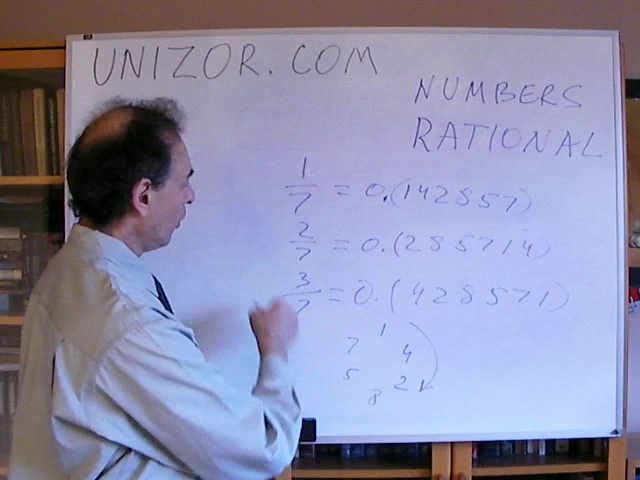 UNIZOR.COM
NUMBERS
RATIONAL
1/7 = 0.(142857)
2/7 = 0.(285714)
3/7 = 0.(428571)
1
7 4
5 2
8